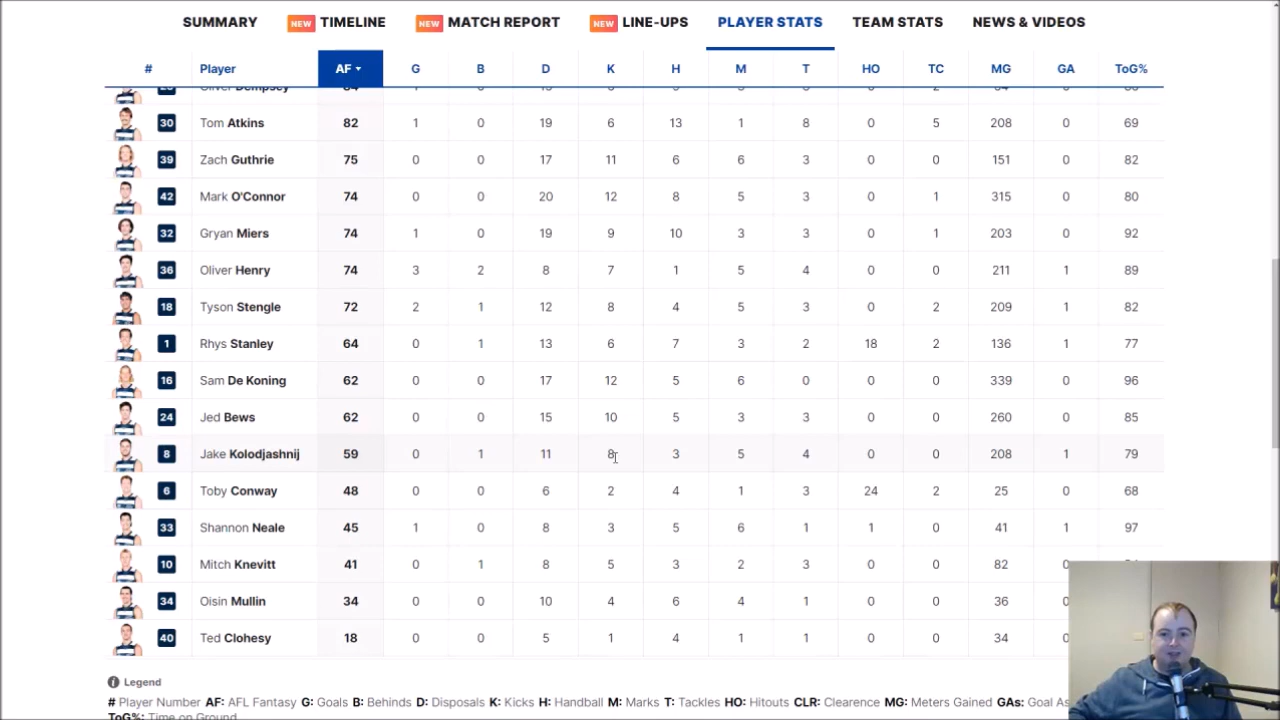 SUMMARY NEW TIMELINE NEW MATCH REPORT NEW LINE-UPS PLAYER STATS TEAM STATS NEWS & VIDEOS
# Player AF G B D K H M T HO TC MG GA ToG%
Oliver Dempsey
30 Tom Atkins 82 1 0 19 6 13 1 8 0 5 208 0 69
39 Zach Guthrie 75 0 0 17 11 6 6 3 0 0 151 0 82
42 Mark O'Connor 74 0 0 20 12 8 5 3 0 1 315 0 80
32 Gryan Miers 74 1 0 19 9 10 3 3 0 1 203 0 92
36 Oliver Henry 74 3 2 8 7 1 5 4 0 0 211 1 89
18 Tyson Stengle 72 2 1 12 8 4 5 3 0 2 209 1 82
1 Rhys Stanley 64 0 1 13 6 7 3 2 18 2 136 1 77
16 Sam De Koning 62 0 0 17 12 5 6 0 0 0 339 0 96
24 Jed Bews 62 0 0 15 10 5 3 3 0 0 260 0 85
8 Jake Kolodjashnij 59 0 1 11 8 3 5 4 0 0 208 1 79
6 Toby Conway 48 0 0 6 2 4 1 3 24 2 25 0 68
33 Shannon Neale 45 1 0 8 3 5 6 1 1 0 41 1 97
10 Mitch Knevitt 41 0 1 8 5 3 2 3 0 0 82 0
34 Oisin Mullin 34 0 0 10 4 6 4 1 0 0 36 0
40 Ted Clohesy 18 0 0 5 1 4 1 1 0 0 34 0
Legend
# Player Number AF: AFL Fantasy G: Goals B: Behinds D: Disposals K: Kicks H: Handball M: Marks T: Tackles HO: Hitouts CLR: Clearence MG: Meters Gained GAs: Goal As
ToG%: Time on Ground